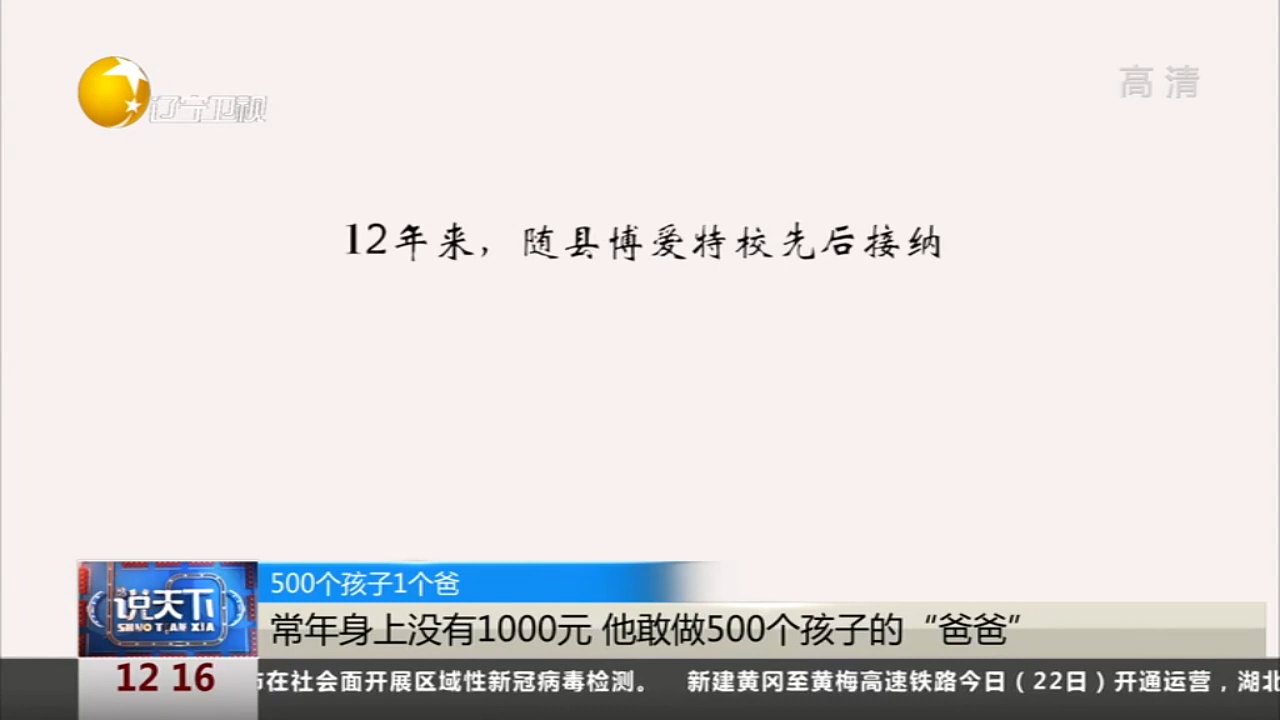 辽宁卫视
高清
12年来，随县博爱特校先后接纳
500个孩子1个爸
常年身上没有1000元 他敢做500个孩子的“爸爸”
说天下
SHUO TIAN XIA
12 16
在社会面开展区域性新冠病毒检测。 新建黄冈至黄梅高速铁路今日（22日）开通运营，湖北